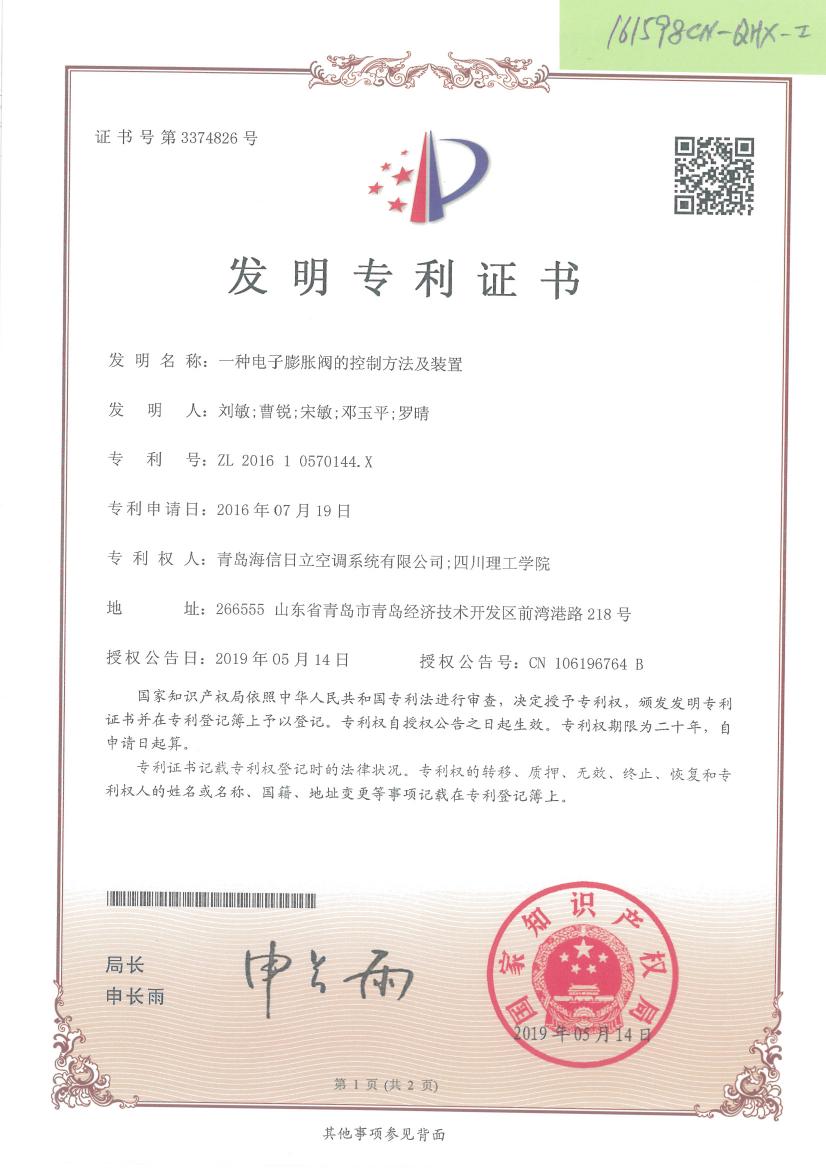 161598CN-QHX-I
证书号第3374826号
发明专利证书
发明名称：一种电子膨胀阀的控制方法及装置
发明人：刘敏;曹锐;宋敏;邓玉平;罗晴
专利号：ZL 2016 1 0570144.X
专利申请日：2016年07月19日
专利权人：青岛海信日立空调系统有限公司;四川理工学院
地址：266555 山东省青岛市青岛经济技术开发区前湾港路218号
授权公告日：2019年05月14日 授权公告号：CN 106196764 B
国家知识产权局依照中华人民共和国专利法进行审查，决定授予专利权，颁发发明专利
证书并在专利登记簿上予以登记。专利权自授权公告之日起生效。专利权期限为二十年，自
申请日起算。
专利证书记载专利权登记时的法律状况。专利权的转移、质押、无效、终止、恢复和专
利权人的姓名或名称、国籍、地址变更等事项记载在专利登记簿上。
局长
申长雨
申长雨
国家知识产权局
2019年05月14日
第 1 页 (共 2 页)
其他事项参见背面